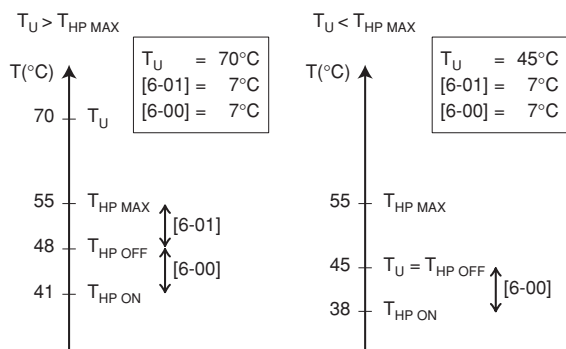 T_U > T_HP MAX
T(°C)
T_U = 70°C
[6-01] = 7°C
[6-00] = 7°C
70 T_U
55 T_HP MAX
[6-01]
48 T_HP OFF
[6-00]
41 T_HP ON
T_U < T_HP MAX
T(°C)
T_U = 45°C
[6-01] = 7°C
[6-00] = 7°C
55 T_HP MAX
45 T_U = T_HP OFF
[6-00]
38 T_HP ON